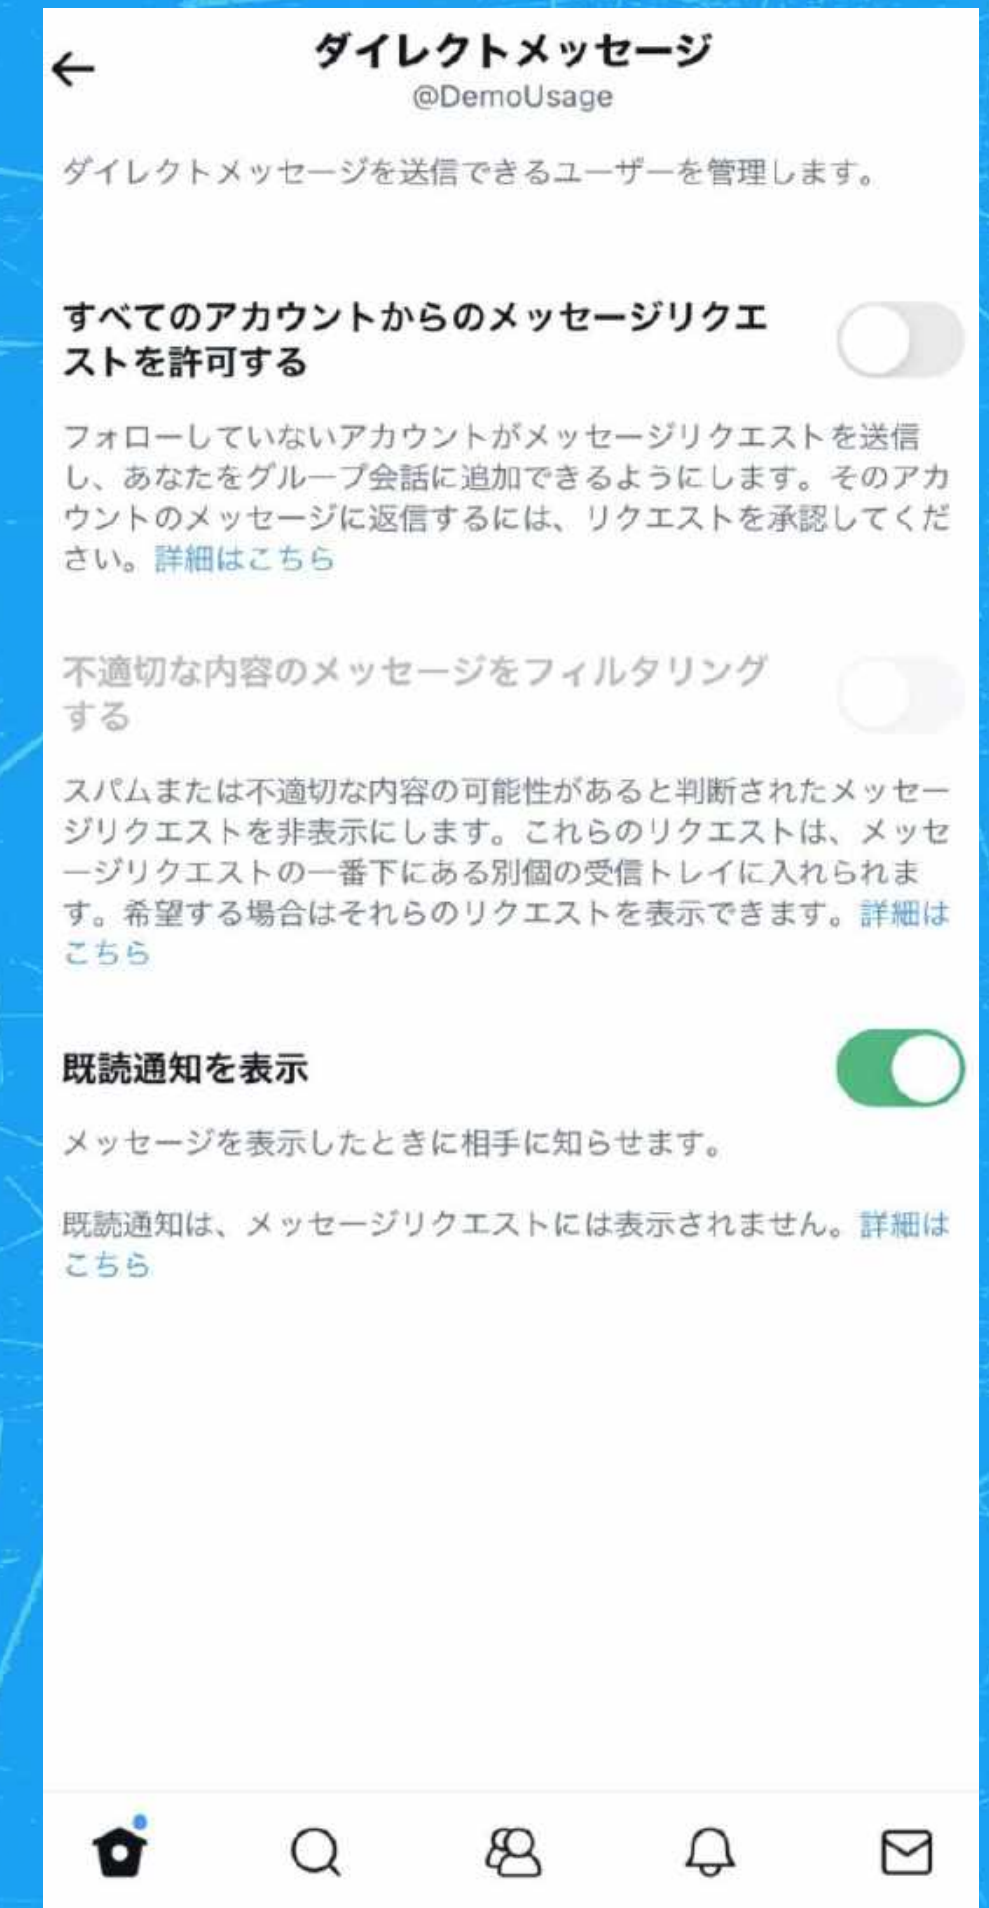 ダイレクトメッセージ
@DemoUsage
ダイレクトメッセージを送信できるユーザーを管理します。
すべてのアカウントからのメッセージリクエ
ストを許可する
フォローしていないアカウントがメッセージリクエストを送信
し、あなたをグループ会話に追加できるようにします。そのアカ
ウントのメッセージに返信するには、リクエストを承認してくだ
さい。詳細はこちら
不適切な内容のメッセージをフィルタリング
する
スパムまたは不適切な内容の可能性があると判断されたメッセー
ジリクエストを非表示にします。これらのリクエストは、メッセ
ージリクエストの一番下にある別個の受信トレイに入れられま
す。希望する場合はそれらのリクエストを表示できます。詳細は
こちら
既読通知を表示
メッセージを表示したときに相手に知らせます。
既読通知は、メッセージリクエストには表示されません。詳細は
こちら